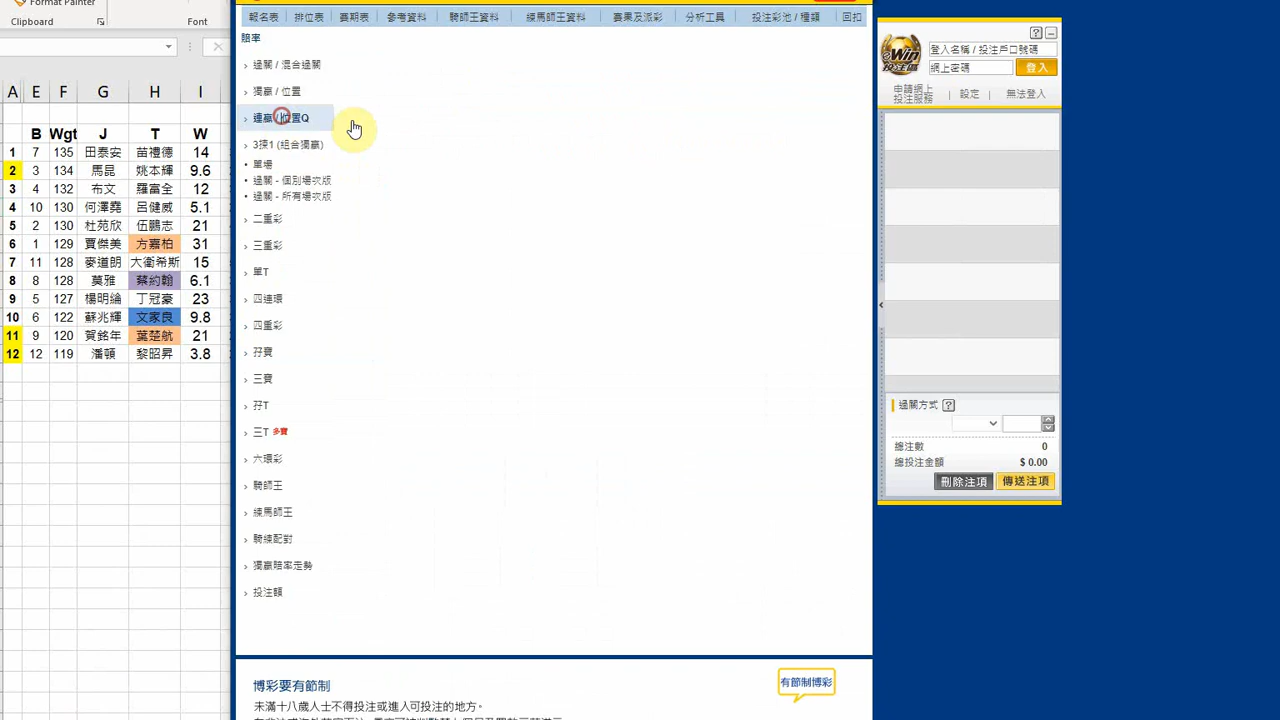 Format Painter
Clipboard
Font
A E F G H I
B Wgt J T W
1 7 135 田泰安 苗禮德 14
2 3 134 馬昆 姚本輝 9.6
3 4 132 布文 羅富全 12
4 10 130 何澤堯 呂健威 5.1
5 2 130 杜苑欣 伍鵬志 21
6 1 129 賈傑美 方嘉柏 31
7 11 128 麥道朗 大衛希斯 15
8 8 128 莫雅 蔡約翰 6.1
9 5 127 楊明綸 丁冠豪 23
10 6 122 蘇兆輝 文家良 9.8
11 9 120 賀銘年 葉楚航 21
12 12 119 潘頓 黎昭昇 3.8
報名表 排位表 賽期表 參考資料 騎師王資料 練馬師王資料 賽果及派彩 分析工具 投注彩池 / 種類 回扣
賠率
› 過關 / 混合過關
› 獨贏 / 位置
› 連贏 / 位置Q
› 3揀1 (組合獨贏)
• 單場
• 過關 - 個別場次版
• 過關 - 所有場次版
› 二重彩
› 三重彩
› 單T
› 四連環
› 四重彩
› 孖寶
› 三寶
› 孖T
› 三T 多寶
› 六環彩
› 騎師王
› 練馬師王
› 騎練配對
› 獨贏賠率走勢
› 投注額
博彩要有節制
未滿十八歲人士不得投注或進入可投注的地方。
有節制博彩
eWin
投注區
? –
登入名稱 / 投注戶口號碼
網上密碼
登入
申請網上
投注服務
設定
無法登入
過關方式 ?
總注數 0
總投注金額 $ 0.00
刪除注項 傳送注項